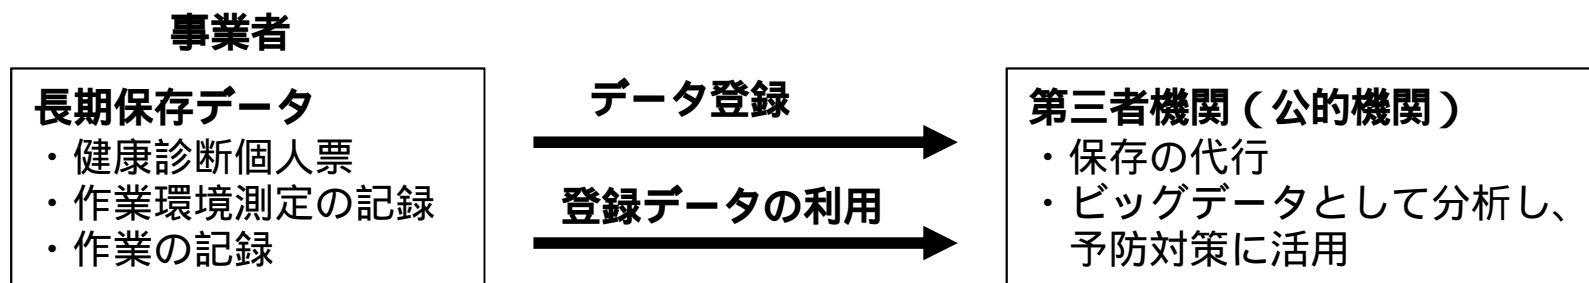 事業者
長期保存データ
・健康診断個人票
・作業環境測定の記録
・作業の記録
データ登録
登録データの利用
第三者機関（公的機関）
・保存の代行
・ビッグデータとして分析し、
予防対策に活用